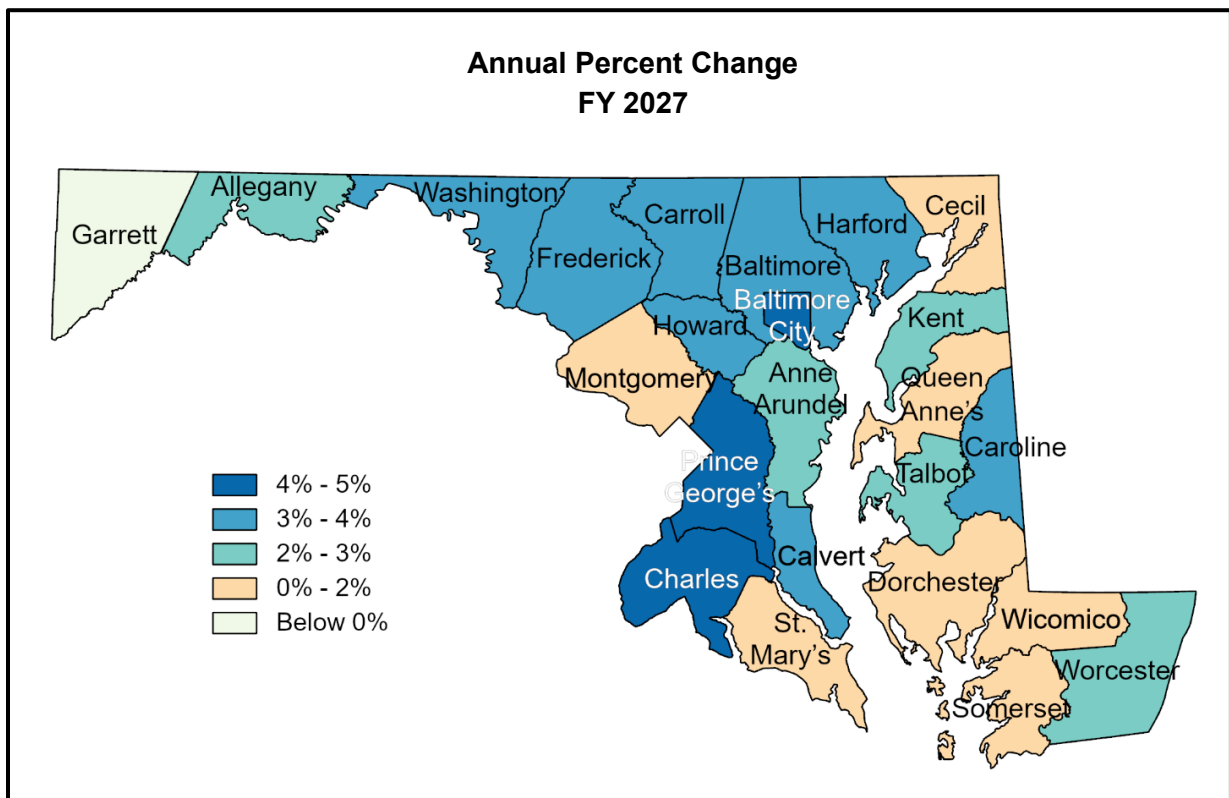 Annual Percent Change
FY 2027
Garrett
Allegany
Washington
Frederick
Carroll
Baltimore
Harford
Cecil
Baltimore
City
Howard
Montgomery
Anne
Arundel
Kent
Queen
Anne's
Caroline
Talbot
Prince
George's
Charles
Calvert
St.
Mary's
Dorchester
Wicomico
Worcester
Somerset
4% - 5%
3% - 4%
2% - 3%
0% - 2%
Below 0%